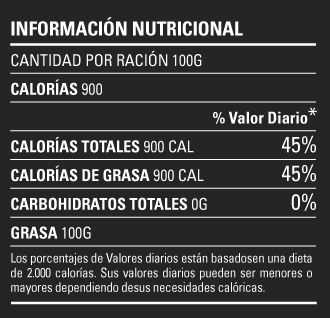 INFORMACIÓN NUTRICIONAL
CANTIDAD POR RACIÓN 100G
CALORÍAS 900
% Valor Diario*
CALORÍAS TOTALES 900 CAL 45%
CALORÍAS DE GRASA 900 CAL 45%
CARBOHIDRATOS TOTALES 0G 0%
GRASA 100G
Los porcentajes de Valores diarios están basadosen una dieta
de 2.000 calorías. Sus valores diarios pueden ser menores o
mayores dependiendo desus necesidades calóricas.